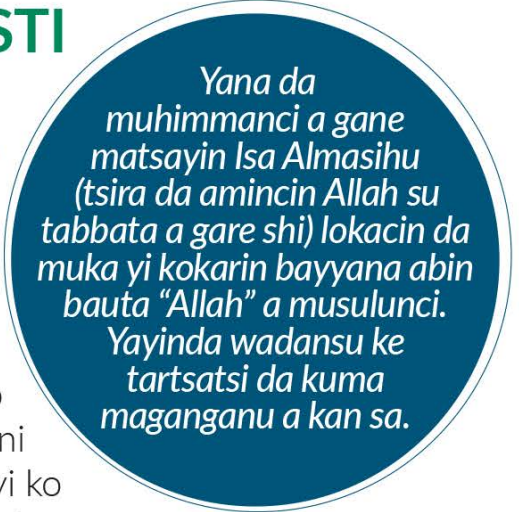 STI
Yana da
muhimmanci a gane
matsayin Isa Almasihu
(tsira da amincin Allah su
tabbata a gare shi) lokacin da
muka yi kokarin bayyana abin
bauta “Allah” a musulunci.
Yayinda wadansu ke
tartsatsi da kuma
maganganu a kan sa.
ni
yi ko